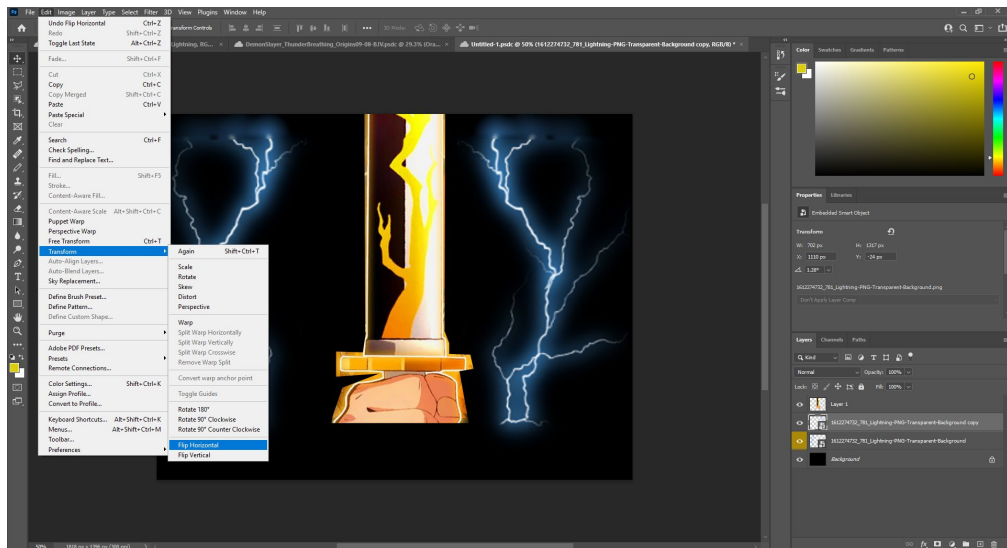 File Edit Image Layer Type Select Filter 3D View Plugins Window Help
Undo Flip Horizontal Ctrl+Z
Redo Shift+Ctrl+Z
Toggle Last State Alt+Ctrl+Z
Fade... Shift+Ctrl+F
Cut Ctrl+X
Copy Ctrl+C
Copy Merged Shift+Ctrl+C
Paste Ctrl+V
Paste Special
Clear
Search Ctrl+F
Check Spelling...
Find and Replace Text...
Fill... Shift+F5
Stroke...
Content-Aware Fill...
Content-Aware Scale Alt+Shift+Ctrl+C
Puppet Warp
Perspective Warp
Free Transform Ctrl+T
Transform
Auto-Align Layers...
Auto-Blend Layers...
Sky Replacement...
Define Brush Preset...
Define Pattern...
Define Custom Shape...
Purge
Adobe PDF Presets...
Presets
Remote Connections...
Color Settings... Shift+Ctrl+K
Assign Profile...
Convert to Profile...
Keyboard Shortcuts... Alt+Shift+Ctrl+K
Menus... Alt+Shift+Ctrl+M
Toolbar...
Preferences
Again Shift+Ctrl+T
Scale
Rotate
Skew
Distort
Perspective
Warp
Split Warp Horizontally
Split Warp Vertically
Split Warp Crosswise
Remove Warp Split
Convert warp anchor point
Toggle Guides
Rotate 180°
Rotate 90° Clockwise
Rotate 90° Counter Clockwise
Flip Horizontal
Flip Vertical
Transform Controls
3D Mode:
Untitled-1.psdc @ 50% (1612274732_781_Lightning-PNG-Transparent-Background copy, RGB/8) *
Color Swatches Gradients Patterns
Properties Libraries
Embedded Smart Object
Transform
W: 702 px H: 1317 px
X: 1110 px Y: -24 px
1.28°
1612274732_781_Lightning-PNG-Transparent-Background.png
Don't Apply Layer Comp
Layers Channels Paths
Kind
Normal Opacity: 100%
Lock: Fill: 100%
Layer 1
1612274732_781_Lightning-PNG-Transparent-Background copy
1612274732_781_Lightning-PNG-Transparent-Background
Background
50%